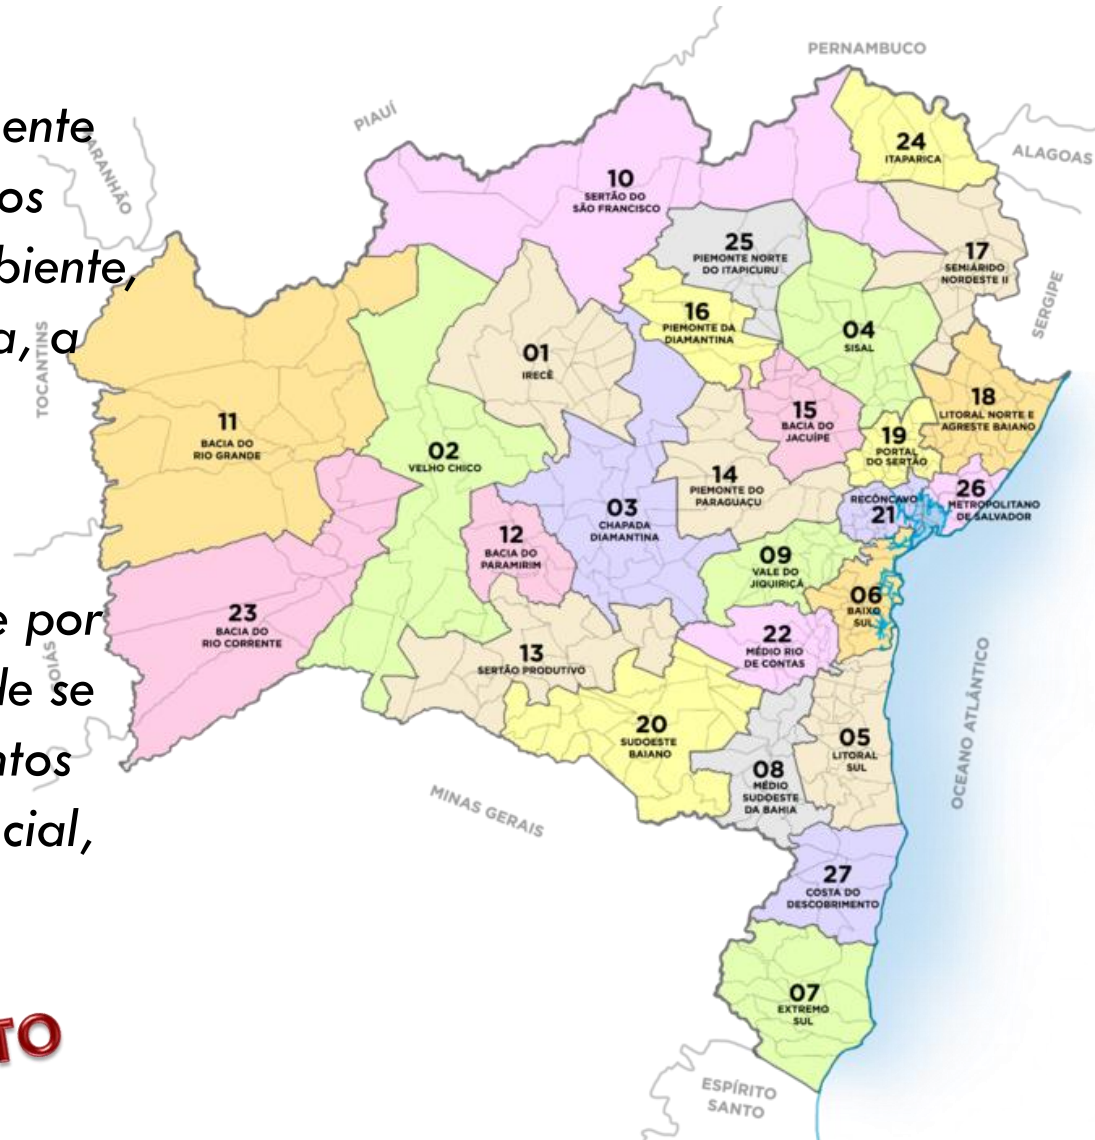 ente
os
biente,
a, a
e por
le se
ntos
cial,
TO
PERNAMBUCO
PIAUÍ
ALAGOAS
SERGIPE
TOCANTINS
MINAS GERAIS
OCEANO ATLÂNTICO
ESPÍRITO
SANTO
24
ITAPARICA
10
SERTÃO DO
SÃO FRANCISCO
25
PIEMONTE NORTE
DO ITAPICURU
17
SEMIÁRIDO
NORDESTE II
16
PIEMONTE DA
DIAMANTINA
04
SISAL
01
IRECÊ
18
LITORAL NORTE E
AGRESTE BAIANO
11
BACIA DO
RIO GRANDE
15
BACIA DO
JACUÍPE
19
PORTAL
DO SERTÃO
02
VELHO CHICO
14
PIEMONTE DO
PARAGUAÇU
RECÔNCAVO
21
26
METROPOLITANO
DE SALVADOR
03
CHAPADA
DIAMANTINA
12
BACIA DO
PARAMIRIM
09
VALE DO
JIQUIRIÇÁ
06
BAIXO
SUL
23
BACIA DO
RIO CORRENTE
22
MÉDIO RIO
DE CONTAS
13
SERTÃO PRODUTIVO
20
SUDOESTE
BAIANO
05
LITORAL
SUL
08
MÉDIO
SUDOESTE
DA BAHIA
27
COSTA DO
DESCOBRIMENTO
07
EXTREMO
SUL